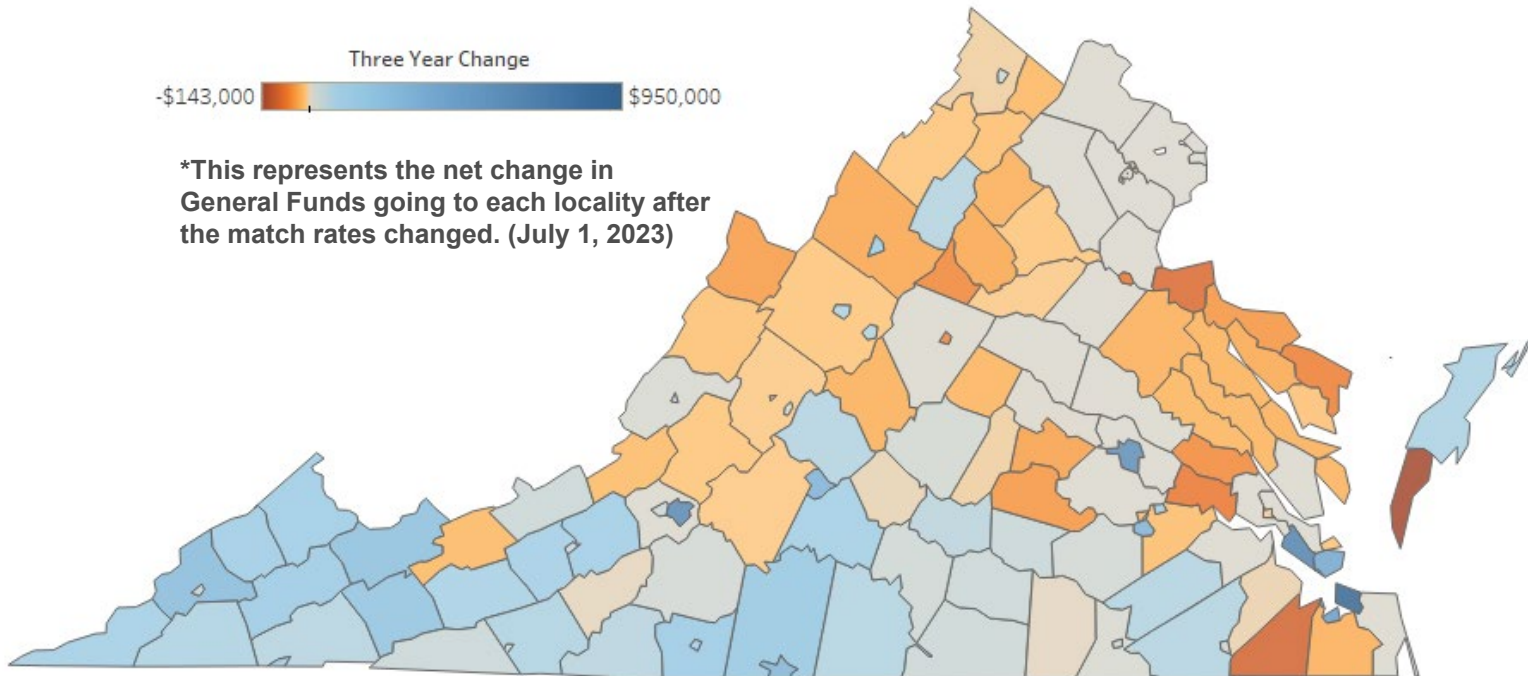 Three Year Change
-$143,000 $950,000
*This represents the net change in
General Funds going to each locality after
the match rates changed. (July 1, 2023)